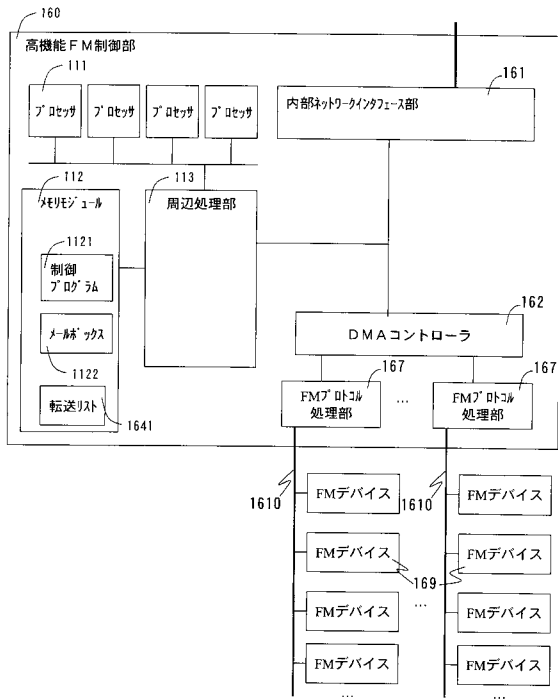 160
高機能FM制御部
111
プロセッサ
プロセッサ
プロセッサ
プロセッサ
161
内部ネットワークインタフェース部
112
メモリモジュール
113
周辺処理部
1121
制御
プログラム
メールボックス
1122
転送リスト
1641
162
DMAコントローラ
167
FMプロトコル
処理部
…
167
FMプロトコル
処理部
1610
1610
FMデバイス
FMデバイス
FMデバイス
FMデバイス
169
FMデバイス
FMデバイス
…
FMデバイス
FMデバイス
…
…